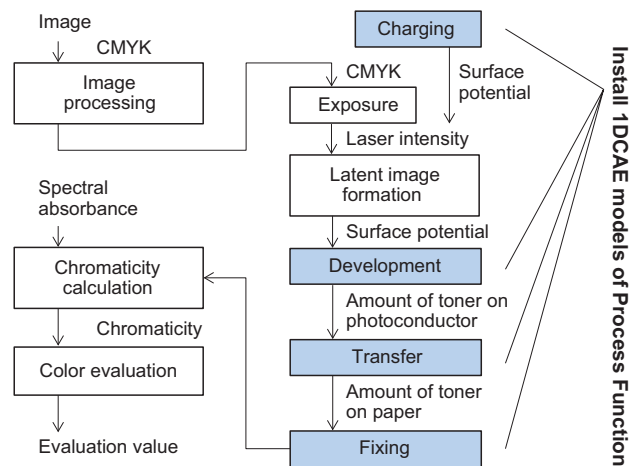 Image
CMYK
Image
processing
Charging
Surface
potential
CMYK
Exposure
Laser intensity
Latent image
formation
Surface potential
Development
Amount of toner on
photoconductor
Transfer
Amount of toner
on paper
Fixing
Spectral
absorbance
Chromaticity
calculation
Chromaticity
Color evaluation
Evaluation value
Install 1DCAE models of Process Function